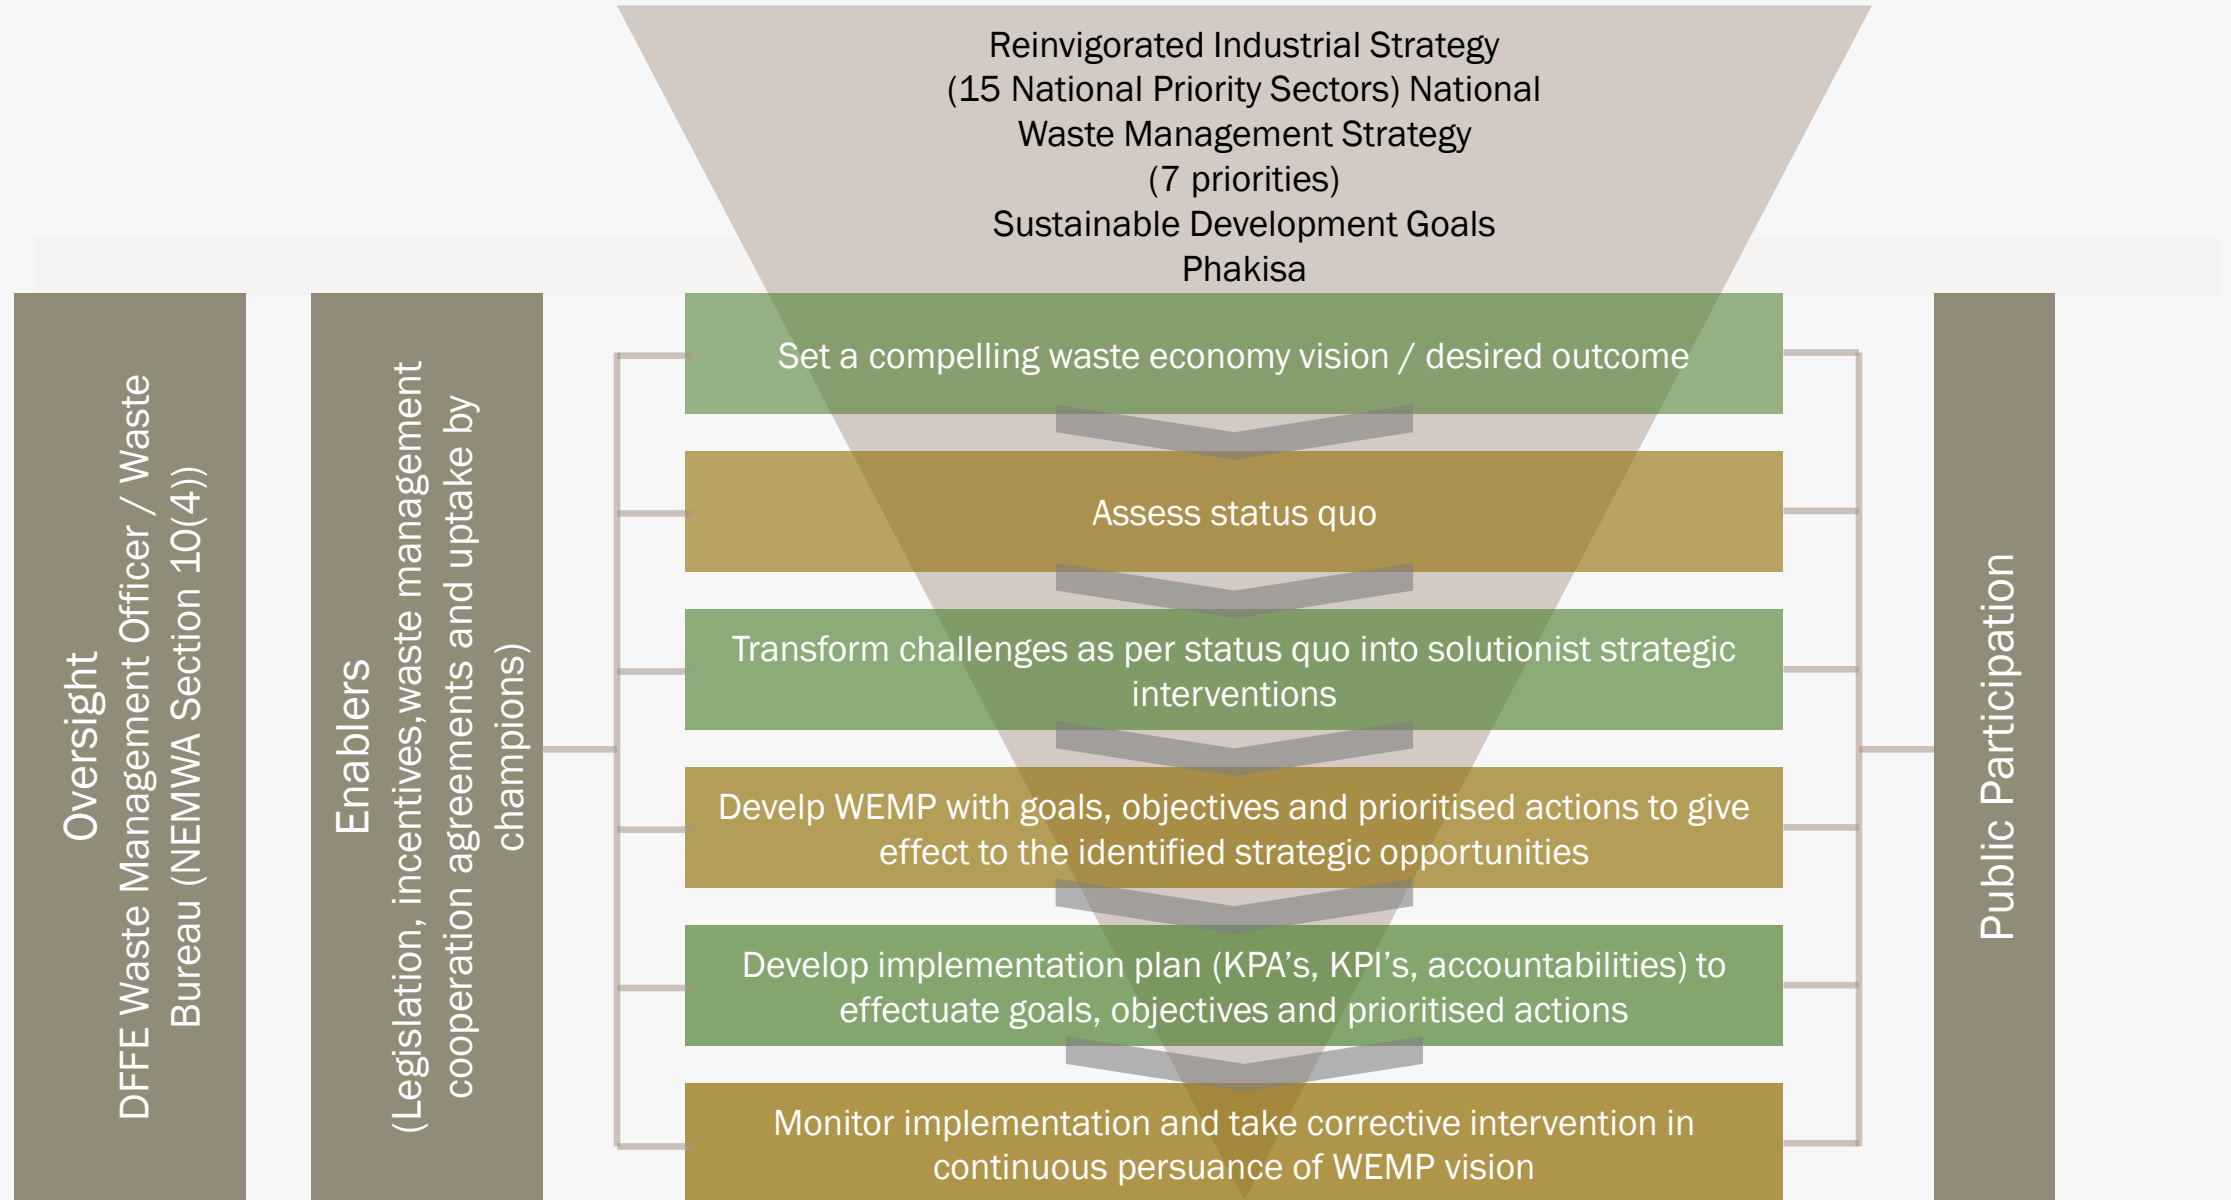 Reinvigorated Industrial Strategy
(15 National Priority Sectors) National
Waste Management Strategy
(7 priorities)
Sustainable Development Goals
Phakisa
Oversight
DFFE Waste Management Officer / Waste
Bureau (NEMWA Section 10(4))
Enablers
(Legislation, incentives,waste management
cooperation agreements and uptake by
champions)
Set a compelling waste economy vision / desired outcome
Assess status quo
Transform challenges as per status quo into solutionist strategic
interventions
Develp WEMP with goals, objectives and prioritised actions to give
effect to the identified strategic opportunities
Develop implementation plan (KPA’s, KPI’s, accountabilities) to
effectuate goals, objectives and prioritised actions
Monitor implementation and take corrective intervention in
continuous persuance of WEMP vision
Public Participation